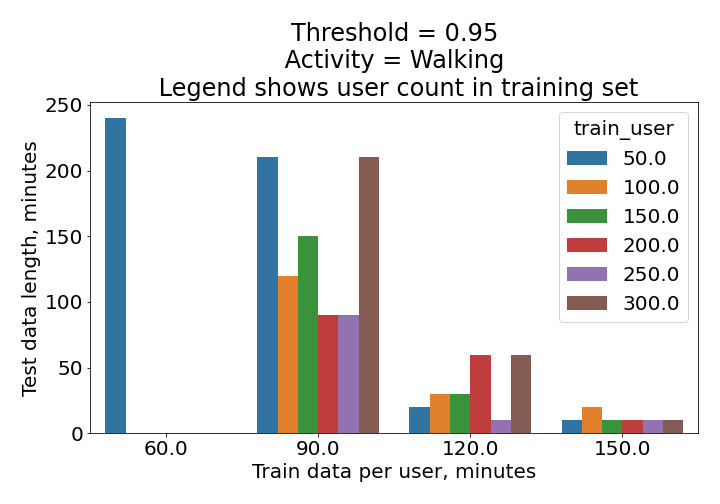 Threshold = 0.95
Activity = Walking
Legend shows user count in training set
250
200
150
100
50
0
Test data length, minutes
train_user
50.0
100.0
150.0
200.0
250.0
300.0
60.0
90.0
120.0
150.0
Train data per user, minutes